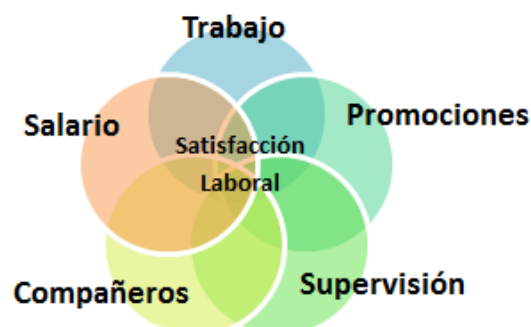 Trabajo
Salario
Promociones
Satisfacción
Laboral
Compañeros
Supervisión